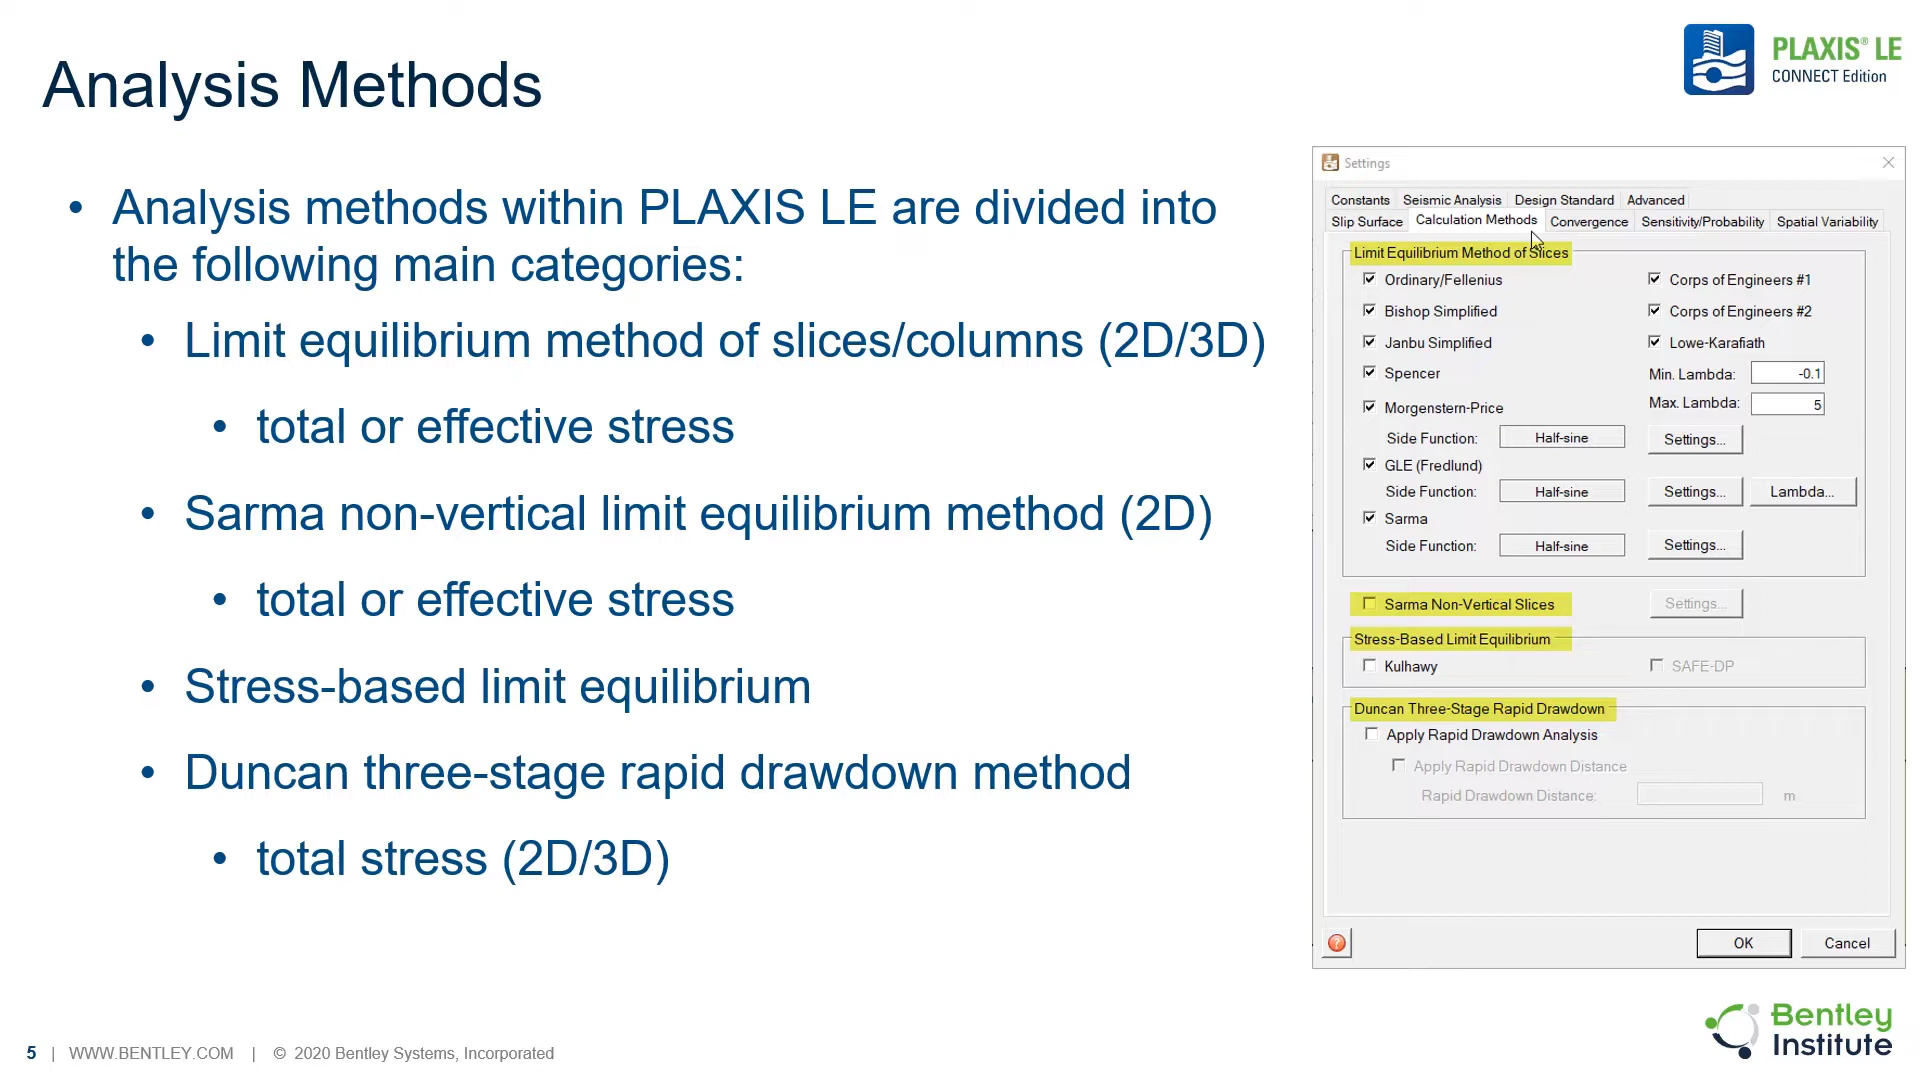 Analysis Methods
PLAXIS® LE
CONNECT Edition
• Analysis methods within PLAXIS LE are divided into
the following main categories:
• Limit equilibrium method of slices/columns (2D/3D)
• total or effective stress
• Sarma non-vertical limit equilibrium method (2D)
• total or effective stress
• Stress-based limit equilibrium
• Duncan three-stage rapid drawdown method
• total stress (2D/3D)
Settings
Constants Seismic Analysis Design Standard Advanced
Slip Surface Calculation Methods Convergence Sensitivity/Probability Spatial Variability
Limit Equilibrium Method of Slices
Ordinary/Fellenius Corps of Engineers #1
Bishop Simplified Corps of Engineers #2
Janbu Simplified Lowe-Karafiath
Spencer Min. Lambda: -0.1
Morgenstern-Price Max. Lambda: 5
Side Function: Half-sine Settings...
GLE (Fredlund)
Side Function: Half-sine Settings... Lambda...
Sarma
Side Function: Half-sine Settings...
Sarma Non-Vertical Slices Settings...
Stress-Based Limit Equilibrium
Kulhawy SAFE-DP
Duncan Three-Stage Rapid Drawdown
Apply Rapid Drawdown Analysis
Apply Rapid Drawdown Distance
Rapid Drawdown Distance: m
? OK Cancel
5 | WWW.BENTLEY.COM | © 2020 Bentley Systems, Incorporated
Bentley
Institute